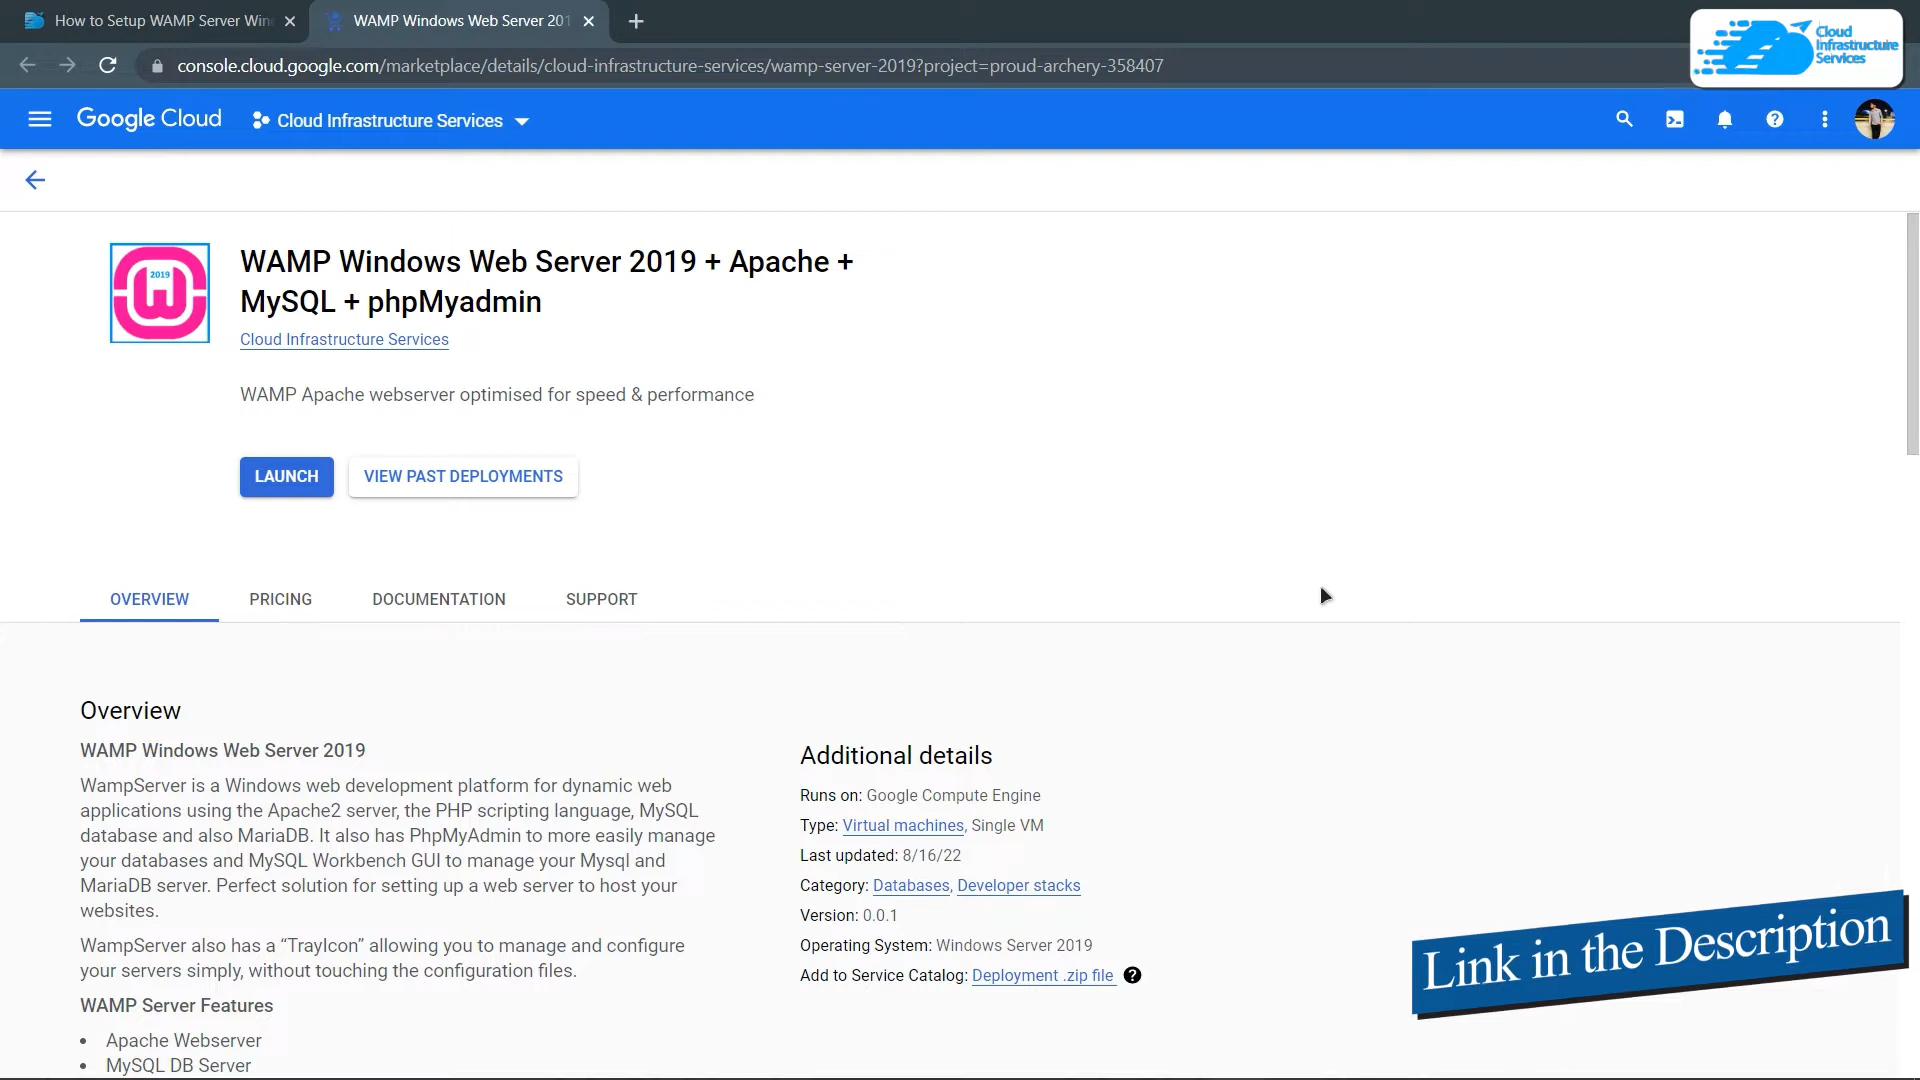 How to Setup WAMP Server Win
WAMP Windows Web Server 201
console.cloud.google.com/marketplace/details/cloud-infrastructure-services/wamp-server-2019?project=proud-archery-358407
Cloud
Infrastructure
Services
Google Cloud
Cloud Infrastructure Services
2019
WAMP Windows Web Server 2019 + Apache +
MySQL + phpMyadmin
Cloud Infrastructure Services
WAMP Apache webserver optimised for speed & performance
LAUNCH
VIEW PAST DEPLOYMENTS
OVERVIEW
PRICING
DOCUMENTATION
SUPPORT
Overview
WAMP Windows Web Server 2019
WampServer is a Windows web development platform for dynamic web
applications using the Apache2 server, the PHP scripting language, MySQL
database and also MariaDB. It also has PhpMyAdmin to more easily manage
your databases and MySQL Workbench GUI to manage your Mysql and
MariaDB server. Perfect solution for setting up a web server to host your
websites.
WampServer also has a “TrayIcon” allowing you to manage and configure
your servers simply, without touching the configuration files.
WAMP Server Features
• Apache Webserver
• MySQL DB Server
Additional details
Runs on: Google Compute Engine
Type: Virtual machines, Single VM
Last updated: 8/16/22
Category: Databases, Developer stacks
Version: 0.0.1
Operating System: Windows Server 2019
Add to Service Catalog: Deployment .zip file
Link in the Description